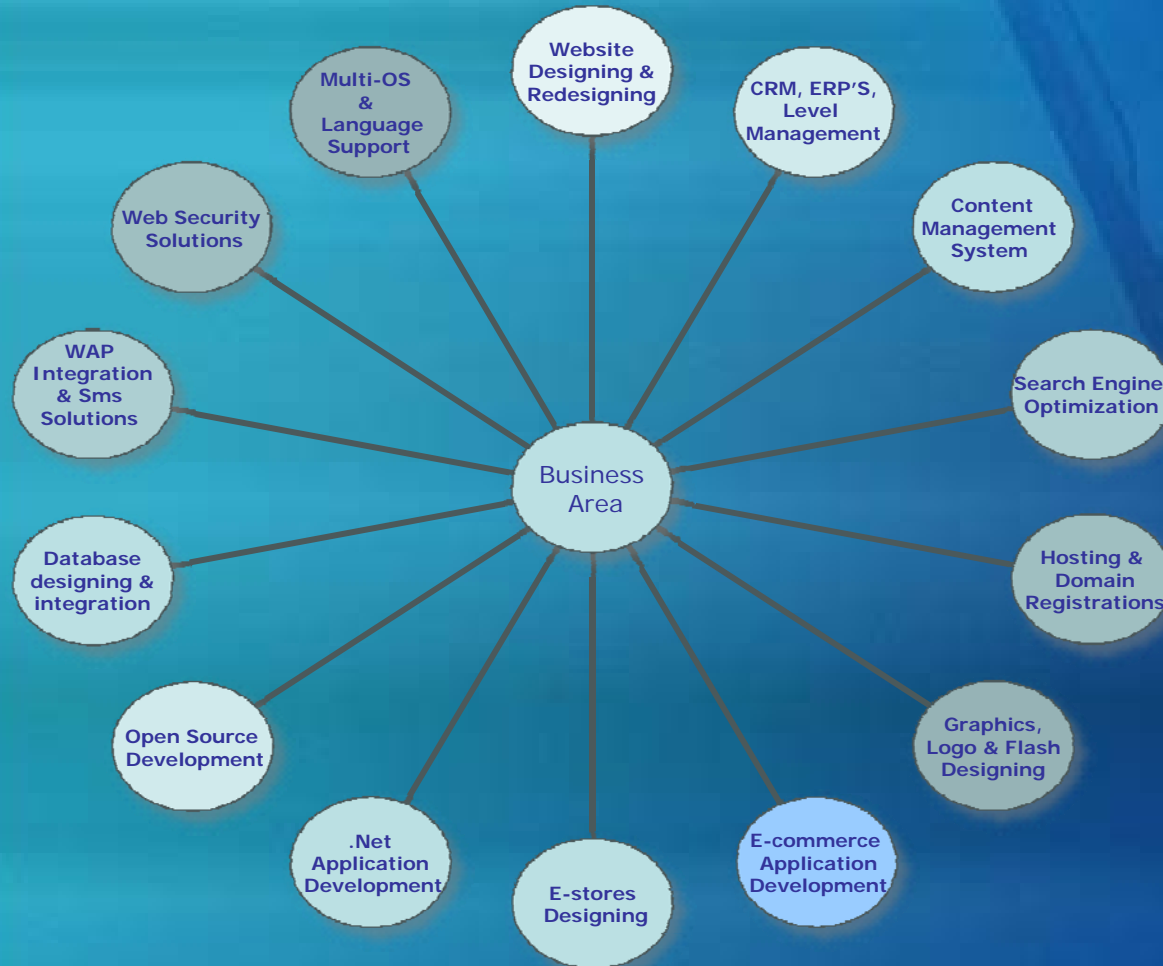 Website
Designing &
Redesigning
CRM, ERP'S,
Level
Management
Content
Management
System
Search Engine
Optimization
Hosting &
Domain
Registrations
Graphics,
Logo & Flash
Designing
E-commerce
Application
Development
E-stores
Designing
.Net
Application
Development
Open Source
Development
Database
designing &
integration
WAP
Integration
& Sms
Solutions
Web Security
Solutions
Multi-OS
&
Language
Support
Business
Area